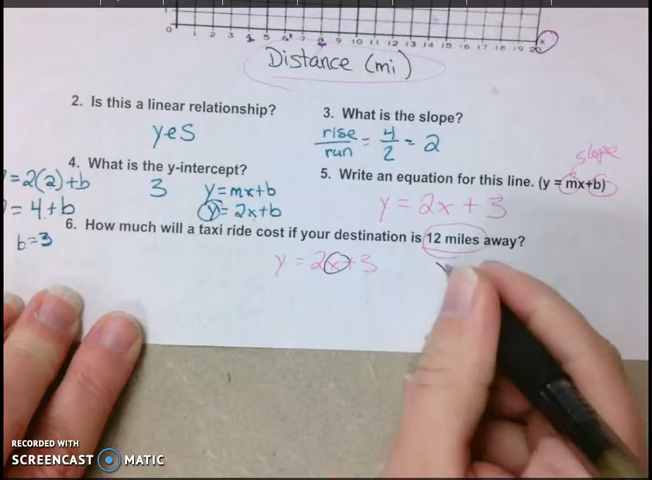 0 1 2 3 4 5 6 7 8 9 10 11 12 13 14 15 16 17 18 19 20
Distance (mi)
2. Is this a linear relationship?
yes
3. What is the slope?
rise/run = 4/2 = 2
slope
4. What is the y-intercept?
3
=2(2)+b
y=mx+b
= 4+b
y=2x+b
b=3
5. Write an equation for this line. (y = mx+b)
y = 2x + 3
6. How much will a taxi ride cost if your destination is 12 miles away?
y = 2x+3
RECORDED WITH
SCREENCAST MATIC